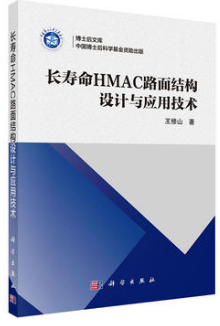 博士后文库
中国博士后科学基金资助出版
长寿命HMAC路面结构
设计与应用技术
王修山 著
科学出版社
长寿命HMAC路面结构设计与应用技术
科学出版社